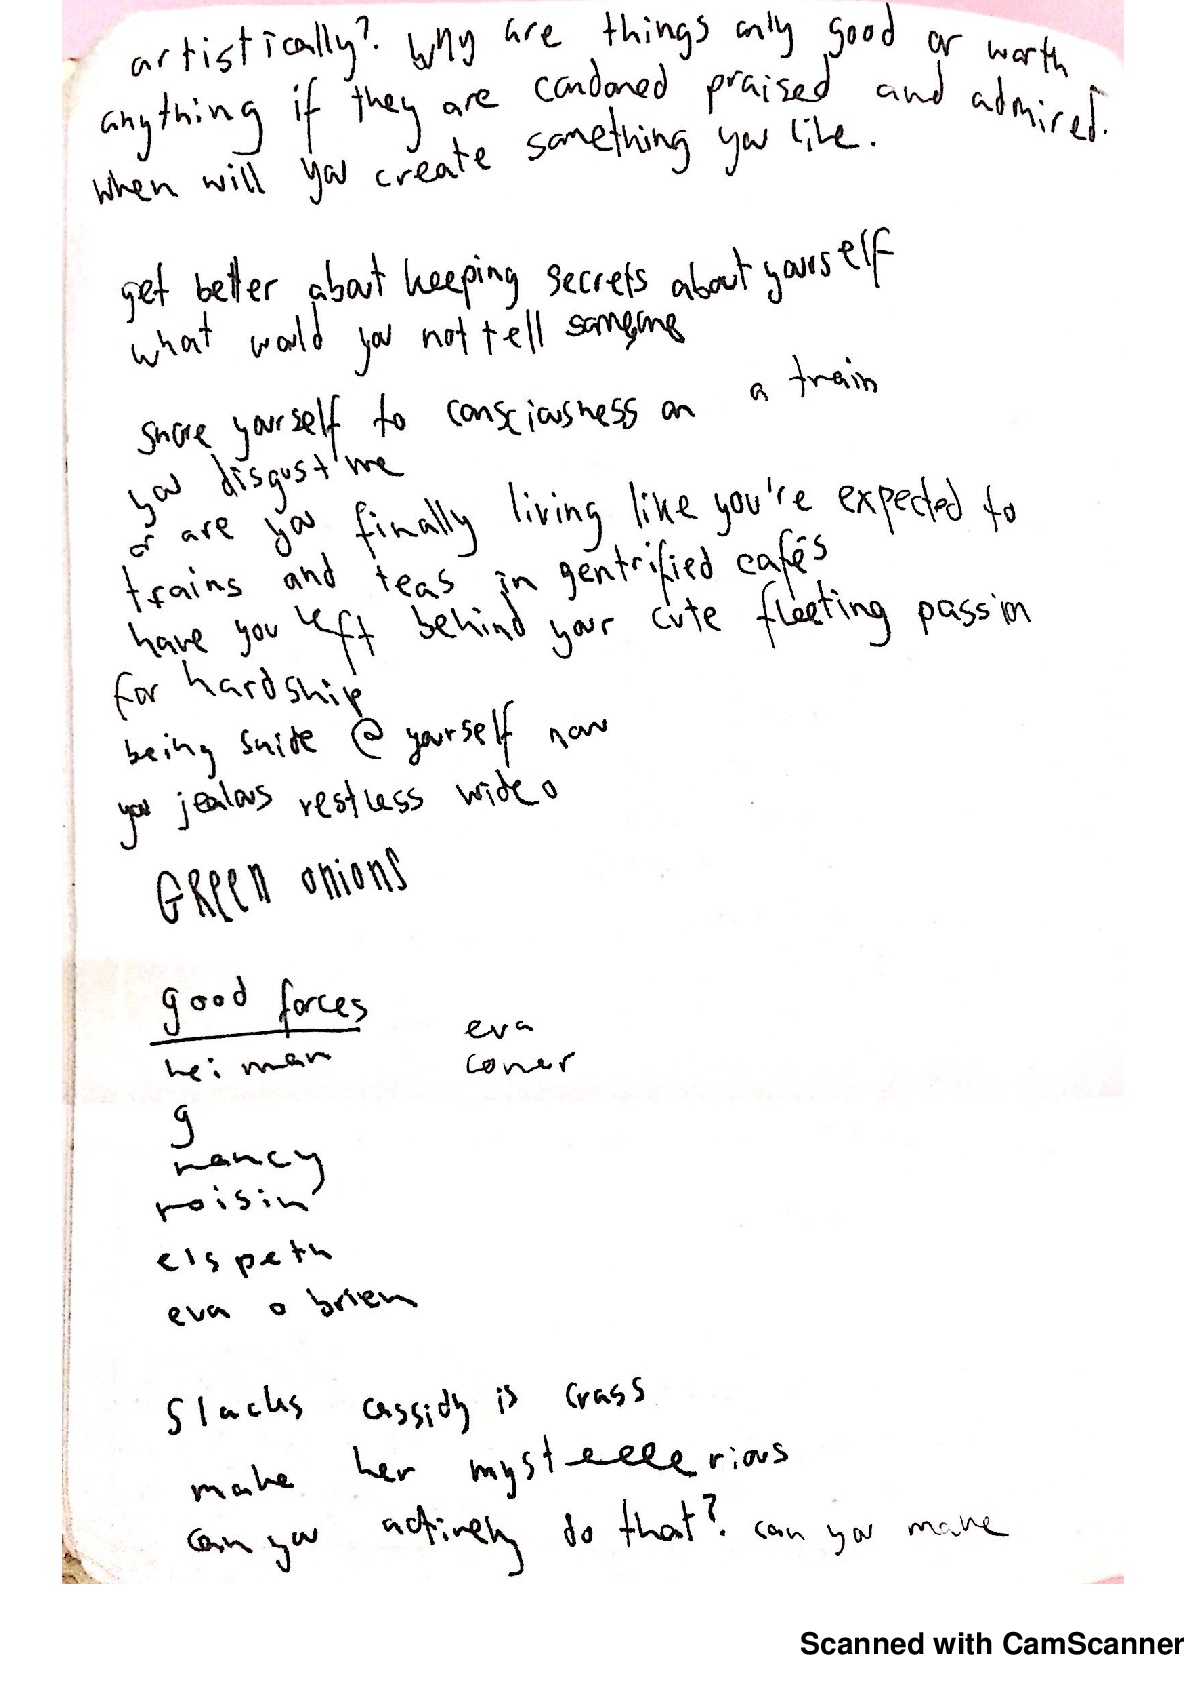 artistically?. Why are things only good or worth
anything if they are condoned praised and admired.
when will you create something you like.
get better about keeping secrets about yourself
what would you not tell someone
snore yourself to consciousness on a train
you disgust me
or are you finally living like you're expected to
trains and teas in gentrified cafés
have you left behind your cute fleeting passion
for hardship
being snide @ yourself now
you jealous restless
GREEN onions
good forces
heiman
eva
coner
g
nancy
roisin
elspeth
eva o brien
Slacks cassidy is crass
make her mysteeeerious
can you actively do that? can you make
Scanned with CamScanner